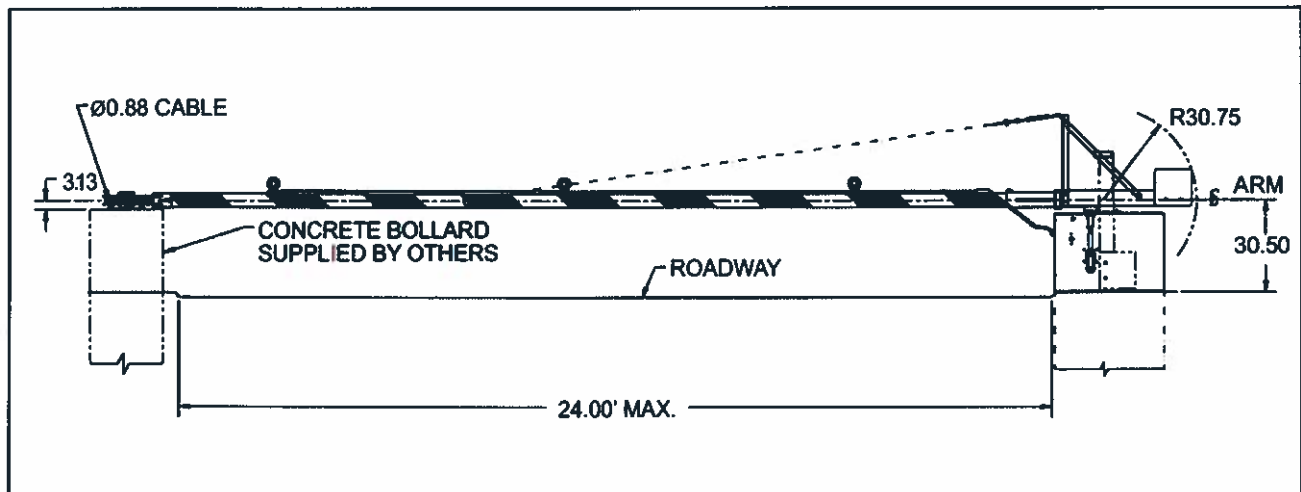 Ø0.88 CABLE
R30.75
3.13
ARM
CONCRETE BOLLARD
SUPPLIED BY OTHERS
30.50
ROADWAY
24.00' MAX.